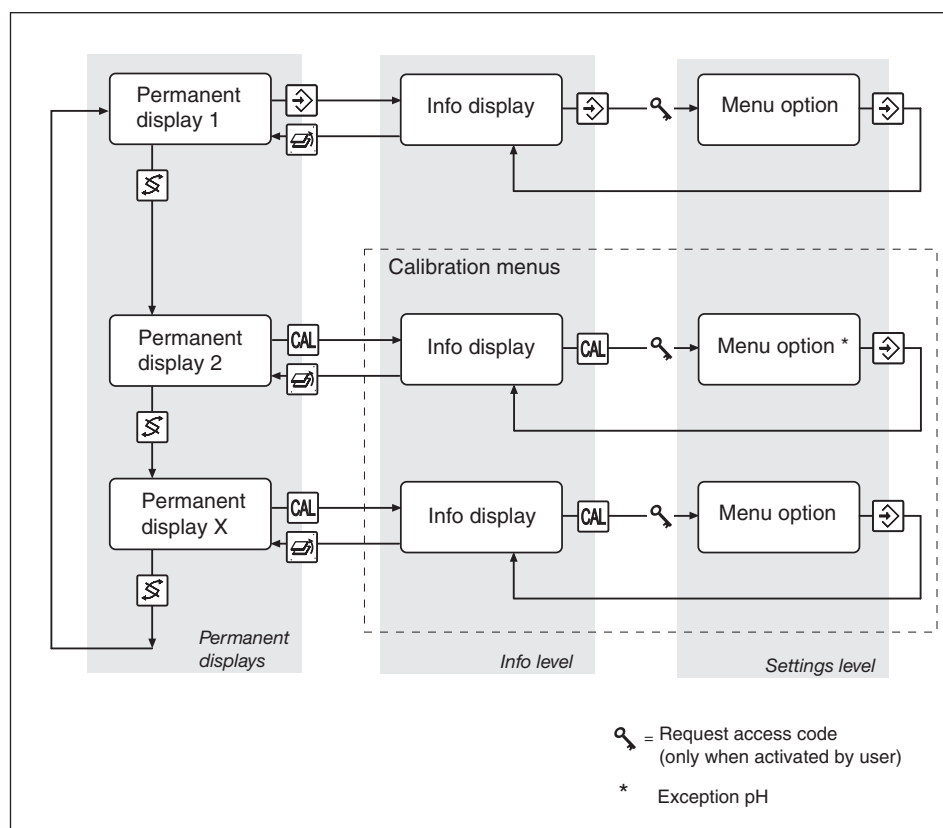 Permanent
display 1
Info display
Menu option
Calibration menus
Permanent
display 2
CAL
Info display
CAL
Menu option *
Permanent
display X
CAL
Info display
CAL
Menu option
Permanent
displays
Info level
Settings level
= Request access code
(only when activated by user)
* Exception pH